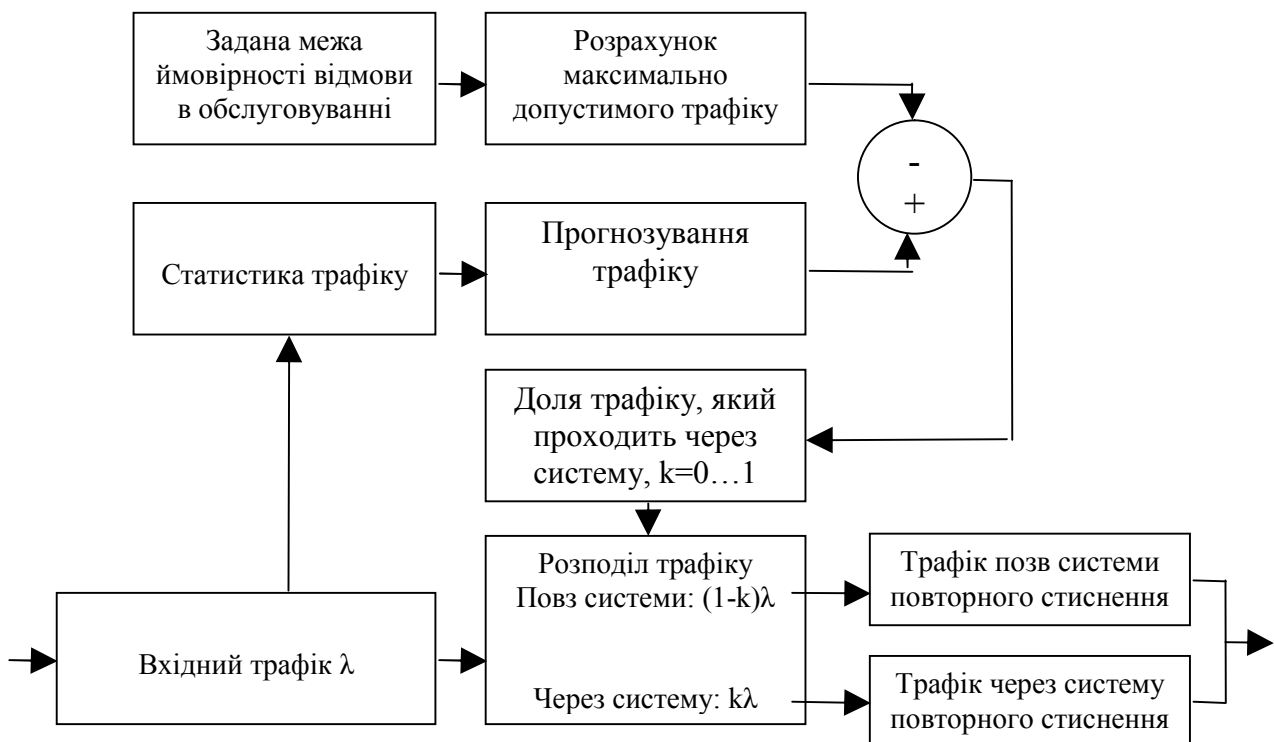 Задана межа
ймовірності відмови
в обслуговуванні
Розрахунок
максимально
допустимого трафіку
-
+
Статистика трафіку
Прогнозування
трафіку
Доля трафіку, який
проходить через
систему, k=0…1
Розподіл трафіку
Повз системи: (1-k)λ
Через систему: kλ
Трафік позв системи
повторного стиснення
Вхідний трафік λ
Трафік через систему
повторного стиснення